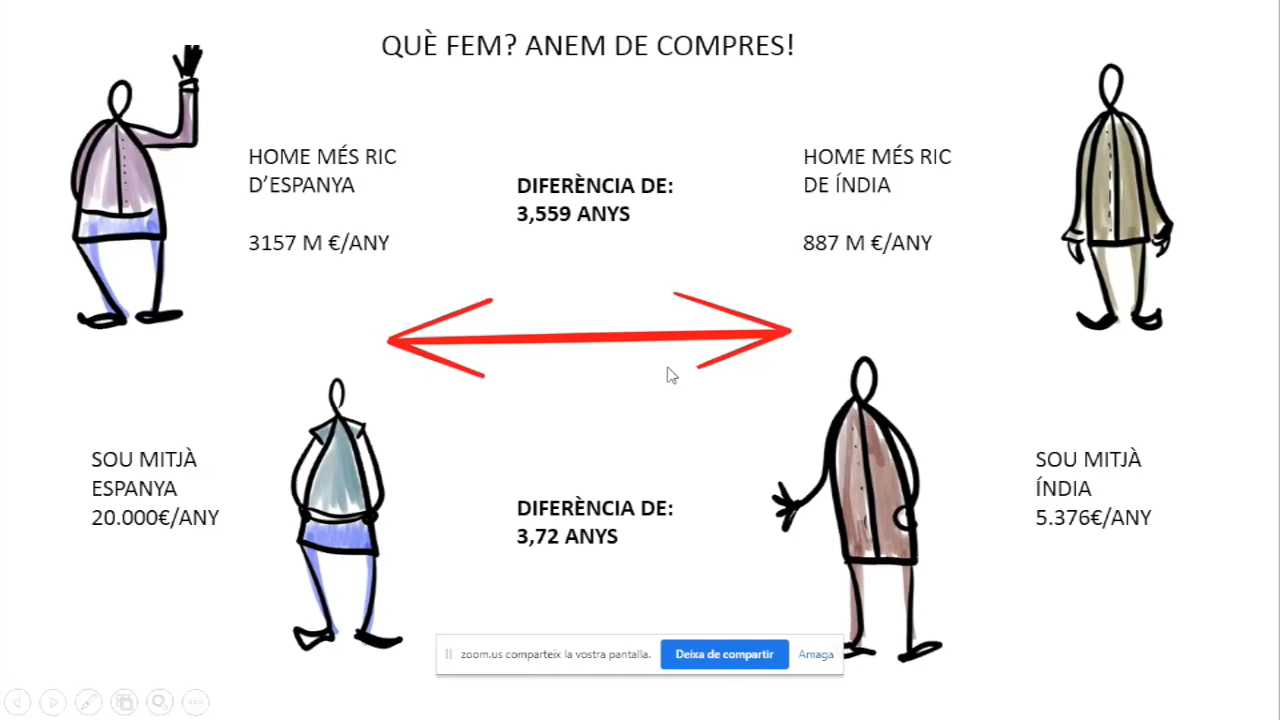 QUÈ FEM? ANEM DE COMPRES!
HOME MÉS RIC
D'ESPANYA
3157 M €/ANY
DIFERÈNCIA DE:
3,559 ANYS
HOME MÉS RIC
DE ÍNDIA
887 M €/ANY
SOU MITJÀ
ESPANYA
20.000€/ANY
DIFERÈNCIA DE:
3,72 ANYS
SOU MITJÀ
ÍNDIA
5.376€/ANY
zoom.us comparteix la vostra pantalla.
Deixa de compartir
Amaga